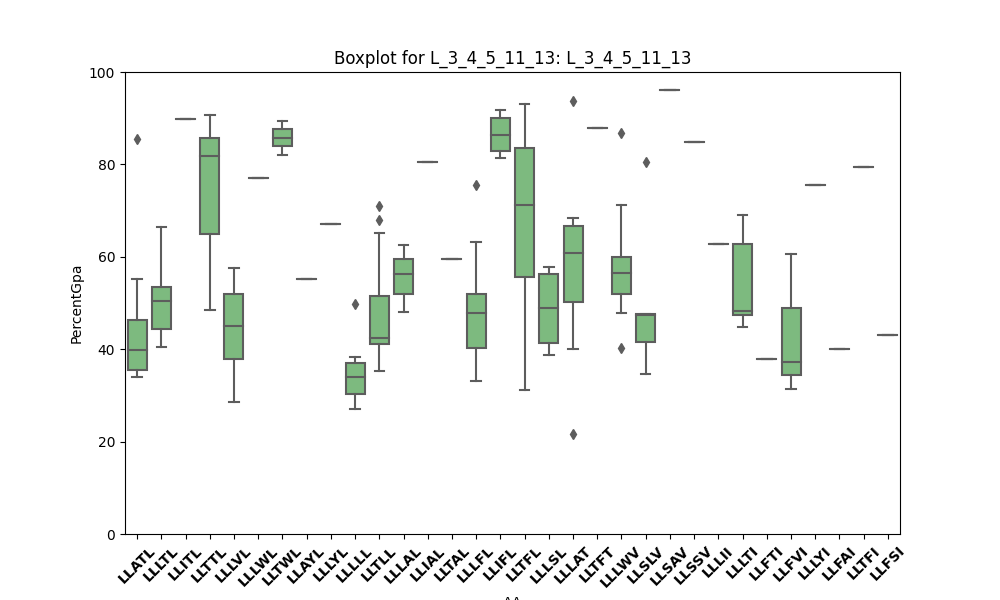 Boxplot for L_3_4_5_11_13: L_3_4_5_11_13
100
80
60
40
20
0
PercentGpa
LLATL
LLLTL
LLITL
LLTTL
LLLVL
LLLWL
LLTWL
LLAYL
LLLYL
LLLLL
LLTLL
LLLAL
LLIAL
LLTAL
LLLFL
LLIFL
LLTFL
LLLSL
LLLAT
LLTFT
LLLWV
LLSLV
LLSAV
LLSSV
LLLII
LLLTI
LLFTI
LLFVI
LLLYI
LLFAI
LLTFI
LLFSI